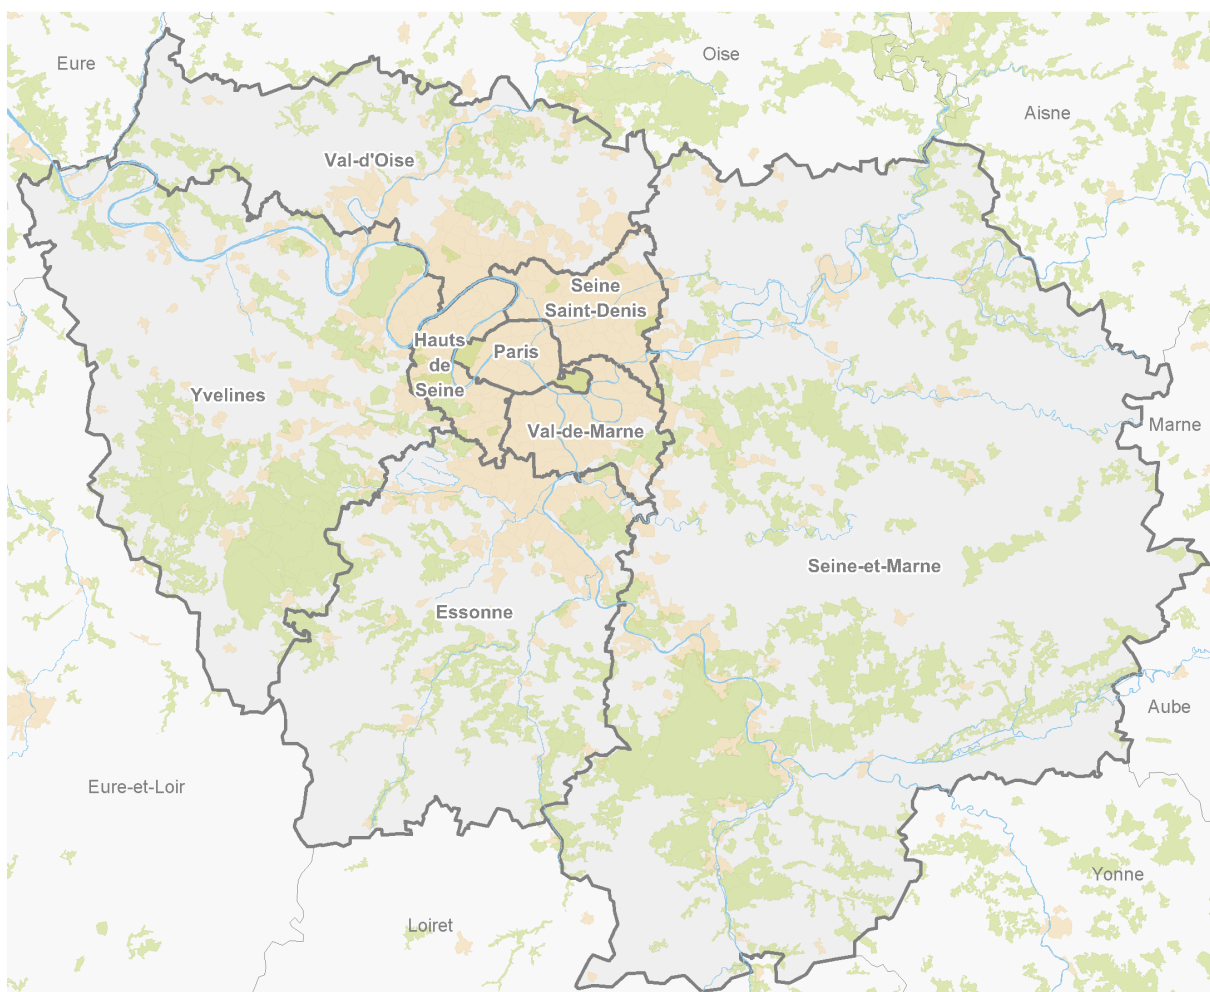 Oise
Eure
Aisne
Val-d'Oise
Seine
Saint-Denis
Hauts
de
Seine
Paris
Yvelines
Val-de-Marne
Marne
Seine-et-Marne
Essonne
Aube
Eure-et-Loir
Yonne
Loiret